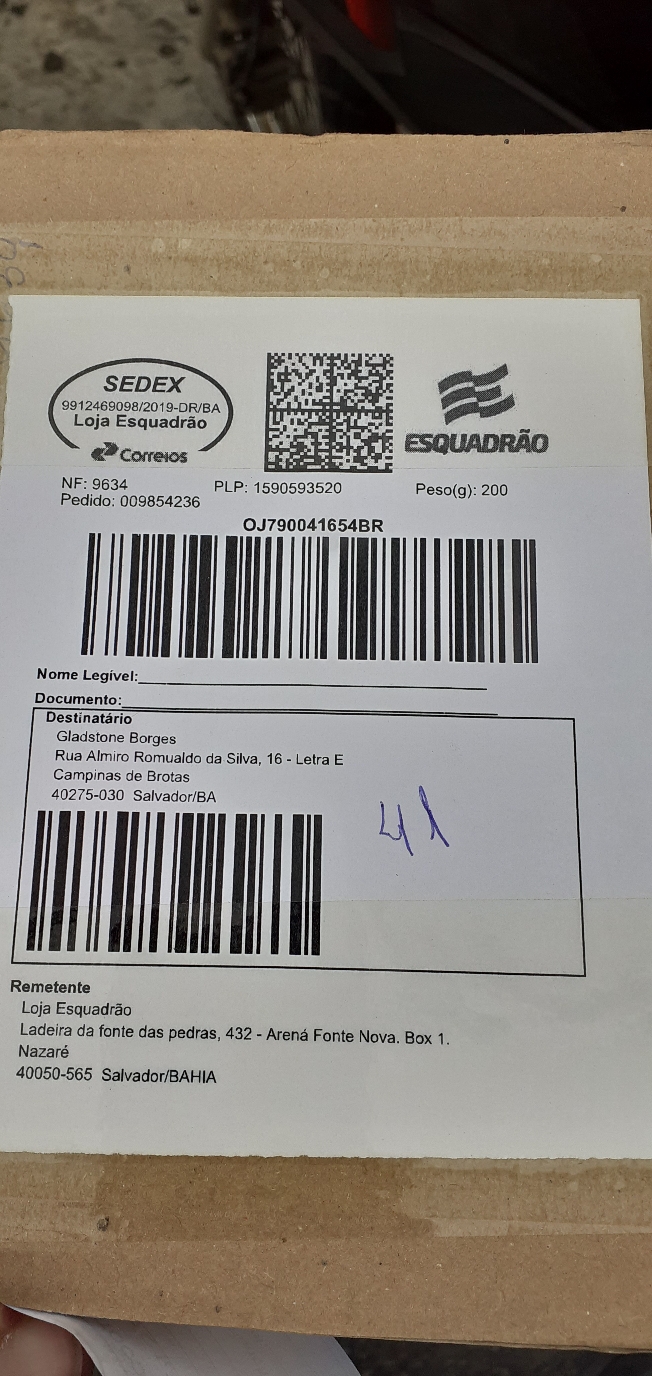 SEDEX
9912469098/2019-DR/BA
Loja Esquadrão
Correios
ESQUADRÃO
NF: 9634 PLP: 1590593520 Peso(g): 200
Pedido: 009854236
OJ790041654BR
Nome Legível:
Documento:
Destinatário
Gladstone Borges
Rua Almiro Romualdo da Silva, 16 - Letra E
Campinas de Brotas
40275-030 Salvador/BA
41
Remetente
Loja Esquadrão
Ladeira da fonte das pedras, 432 - Arená Fonte Nova. Box 1.
Nazaré
40050-565 Salvador/BAHIA